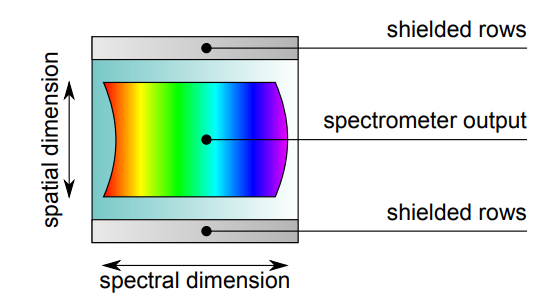 shielded rows
spatial dimension
spectrometer output
shielded rows
spectral dimension